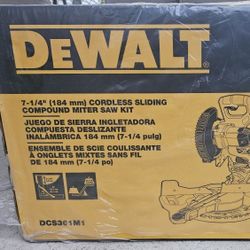 DEWALT
7-1/4" (184 mm) CORDLESS SLIDING
COMPOUND MITER SAW KIT
JUEGO DE SIERRA INGLETADORA
COMPUESTA DESLIZANTE
INALÁMBRICA 184 mm (7-1/4 pulg)
ENSEMBLE DE SCIE COULISSANTE
À ONGLETS MIXTES SANS FIL
DE 184 mm (7-1/4 po)
DCS361M1